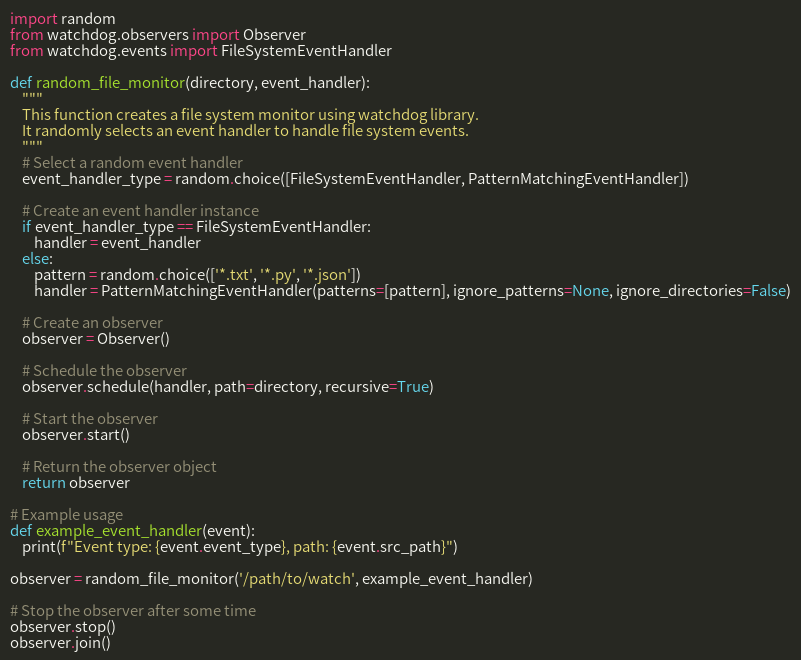 import random
from watchdog.observers import Observer
from watchdog.events import FileSystemEventHandler

def random_file_monitor(directory, event_handler):
    """
    This function creates a file system monitor using watchdog library.
    It randomly selects an event handler to handle file system events.
    """
    # Select a random event handler
    event_handler_type = random.choice([FileSystemEventHandler, PatternMatchingEventHandler])

    # Create an event handler instance
    if event_handler_type == FileSystemEventHandler:
        handler = event_handler
    else:
        pattern = random.choice(['*.txt', '*.py', '*.json'])
        handler = PatternMatchingEventHandler(patterns=[pattern], ignore_patterns=None, ignore_directories=False)

    # Create an observer
    observer = Observer()

    # Schedule the observer
    observer.schedule(handler, path=directory, recursive=True)

    # Start the observer
    observer.start()

    # Return the observer object
    return observer

# Example usage
def example_event_handler(event):
    print(f"Event type: {event.event_type}, path: {event.src_path}")

observer = random_file_monitor('/path/to/watch', example_event_handler)

# Stop the observer after some time
observer.stop()
observer.join()